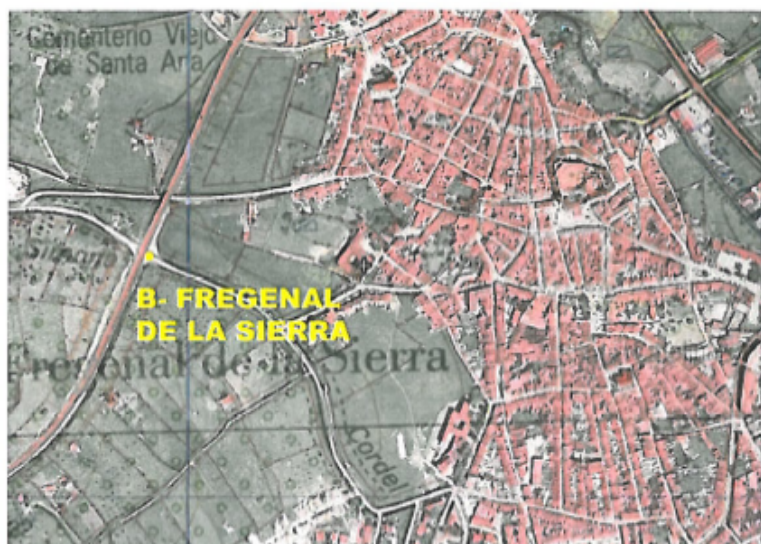 Cementerio Viejo
de Santa Ana
B- FREGENAL
DE LA SIERRA
Fregenal de la Sierra
Cordel